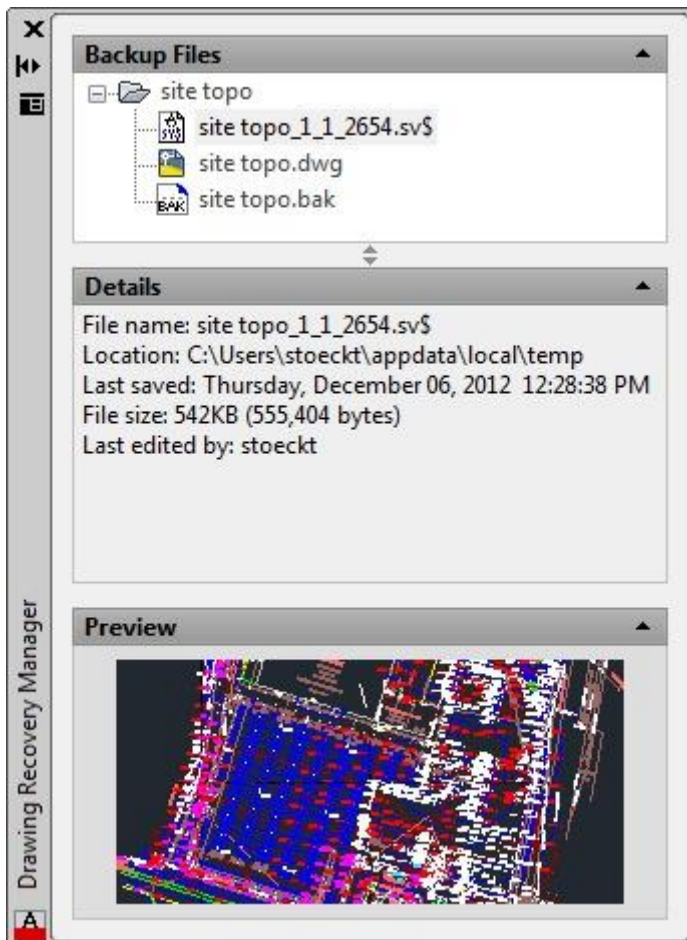 Backup Files
site topo
site topo_1_1_2654.sv$
site topo.dwg
BAK site topo.bak
Details
File name: site topo_1_1_2654.sv$
Location: C:\Users\stoeckt\appdata\local\temp
Last saved: Thursday, December 06, 2012 12:28:38 PM
File size: 542KB (555,404 bytes)
Last edited by: stoeckt
Preview
Drawing Recovery Manager
A